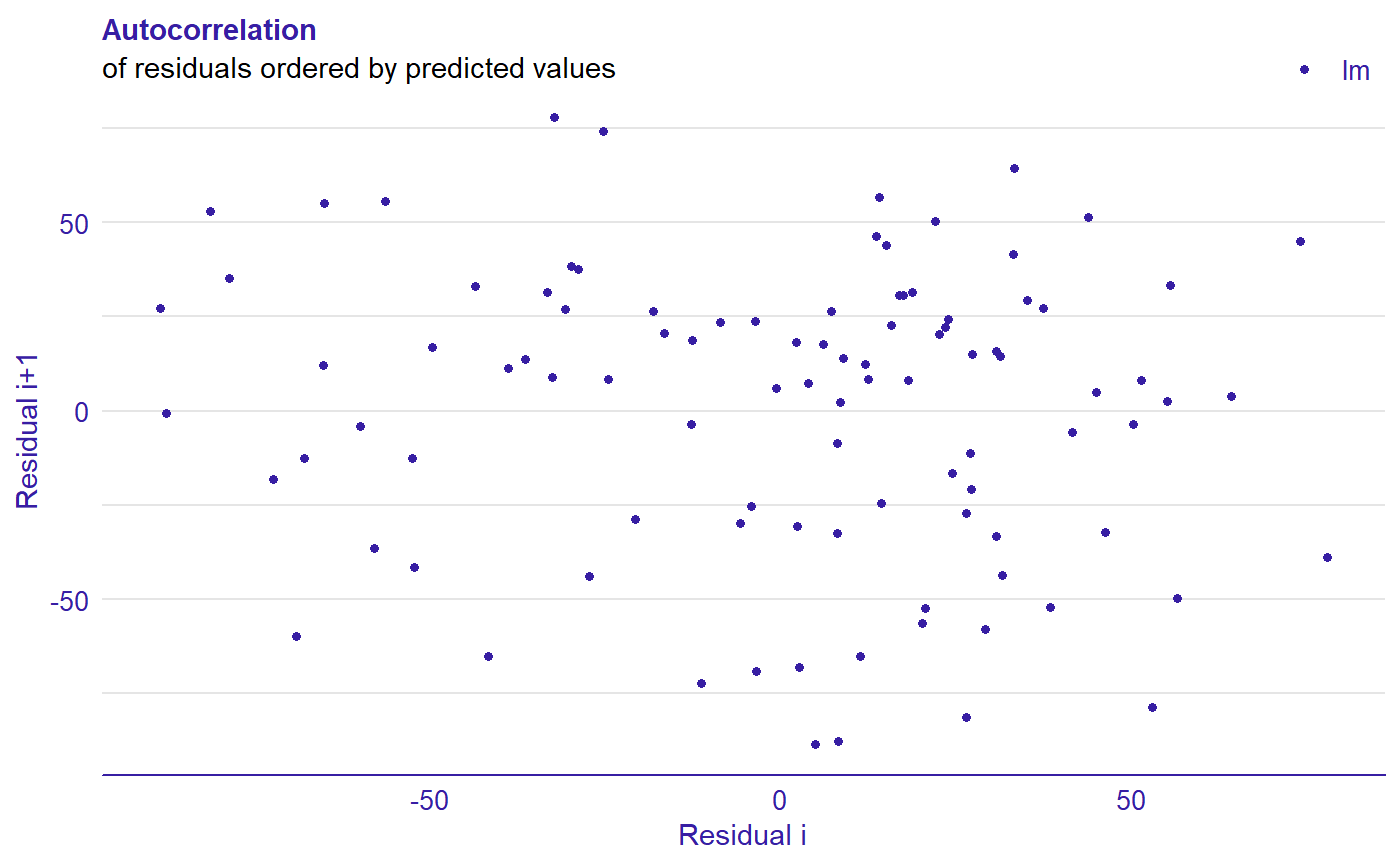 Autocorrelation
of residuals ordered by predicted values
lm
Residual i+1
50
0
-50
-50
0
50
Residual i